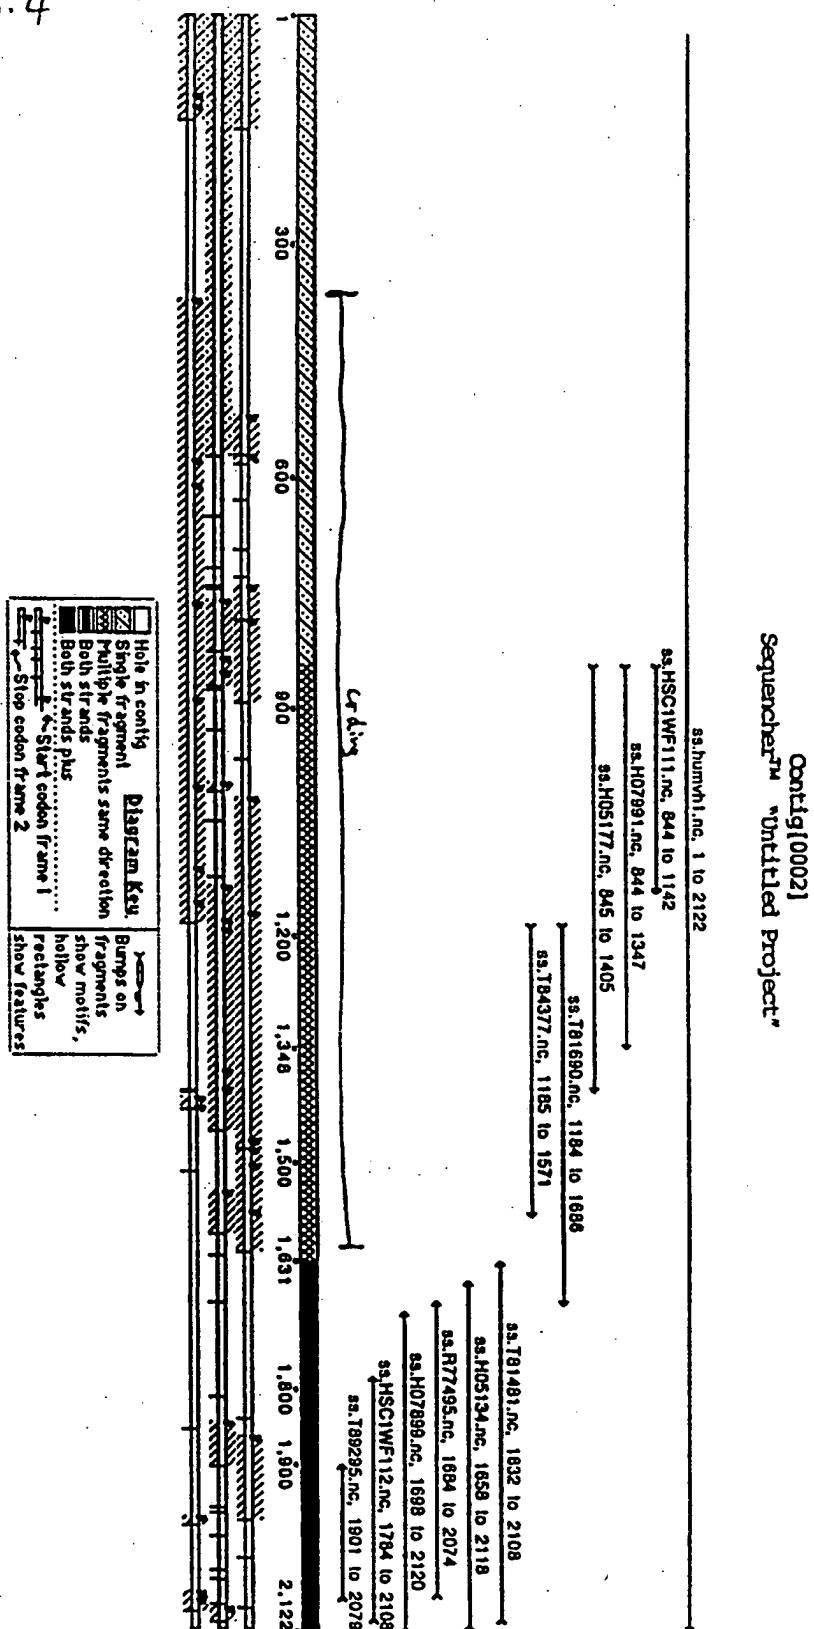 .4
Contig[0002]
Sequencher™ "Untitled Project"
ss.humvh1.nc, 1 to 2122
ss.HSC1WF111.nc, 844 to 1142
ss.H07991.nc, 844 to 1347
ss.H05177.nc, 845 to 1405
ss.T81690.nc, 1184 to 1686
ss.T84377.nc, 1185 to 1571
ss.T81481.nc, 1632 to 2108
ss.H05134.nc, 1658 to 2118
ss.R77495.nc, 1684 to 2074
ss.H07899.nc, 1698 to 2120
ss.HSC1WF112.nc, 1784 to 2108
ss.T89295.nc, 1901 to 2079
coding
1 300 600 900 1,200 1,348 1,500 1,631 1,800 1,900 2,122
Diagram Key
Hole in contig
Single fragment
Multiple fragments same direction
Both strands
Both strands plus
Start codon frame 1
Stop codon frame 2
Bumps on
fragments
show motifs,
hollow
rectangles
show features